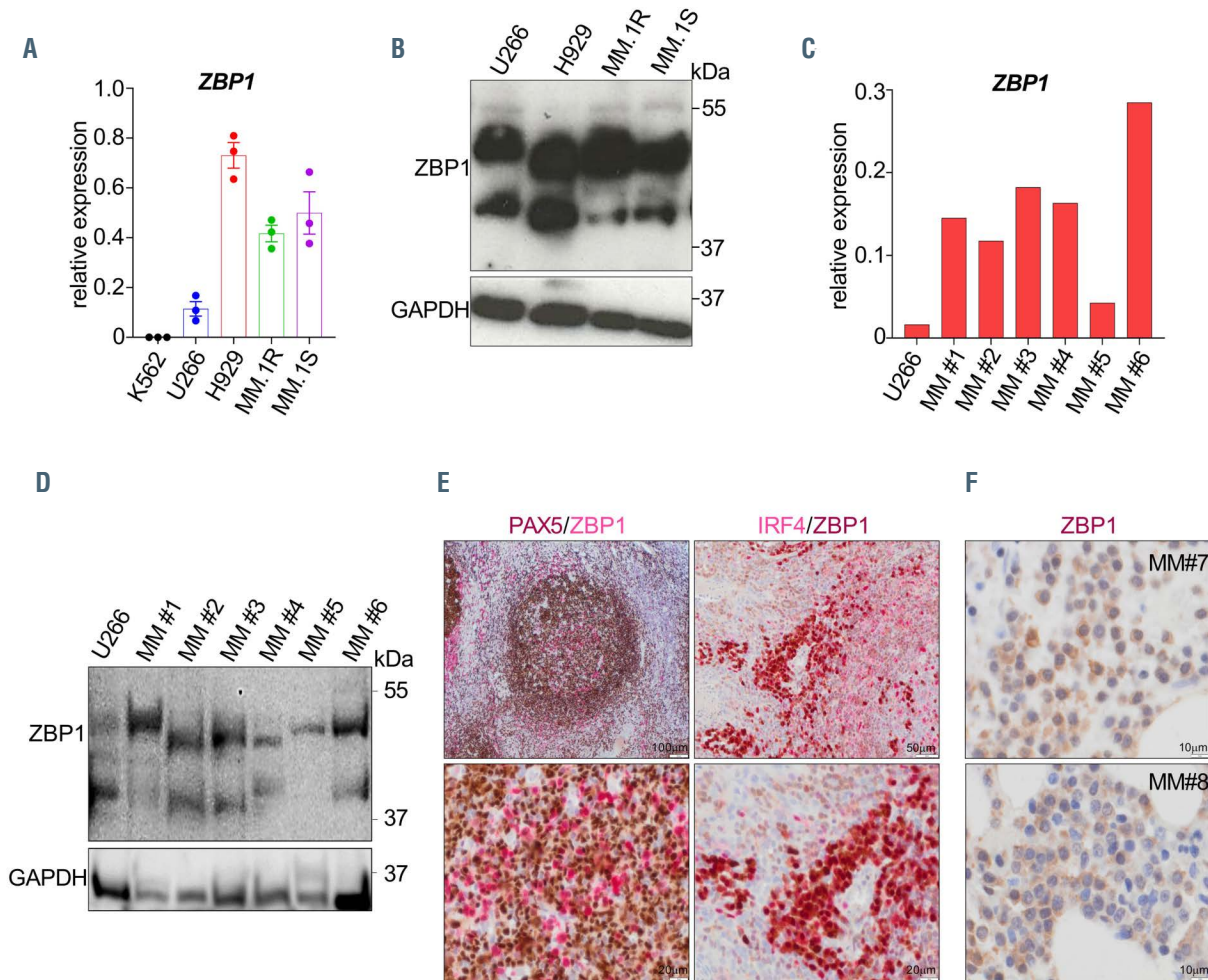 A
ZBP1
relative expression
1.0
0.8
0.6
0.4
0.2
0
K562
U266
H929
MM.1R
MM.1S
B
U266
H929
MM.1R
MM.1S
kDa
55
ZBP1
37
37
GAPDH
C
ZBP1
relative expression
0.3
0.2
0.1
0
U266
MM #1
MM #2
MM #3
MM #4
MM #5
MM #6
D
U266
MM #1
MM #2
MM #3
MM #4
MM #5
MM #6
kDa
55
ZBP1
37
37
GAPDH
E
PAX5/ZBP1
IRF4/ZBP1
100µm
50µm
20µm
20µm
F
ZBP1
MM#7
10µm
MM#8
10µm